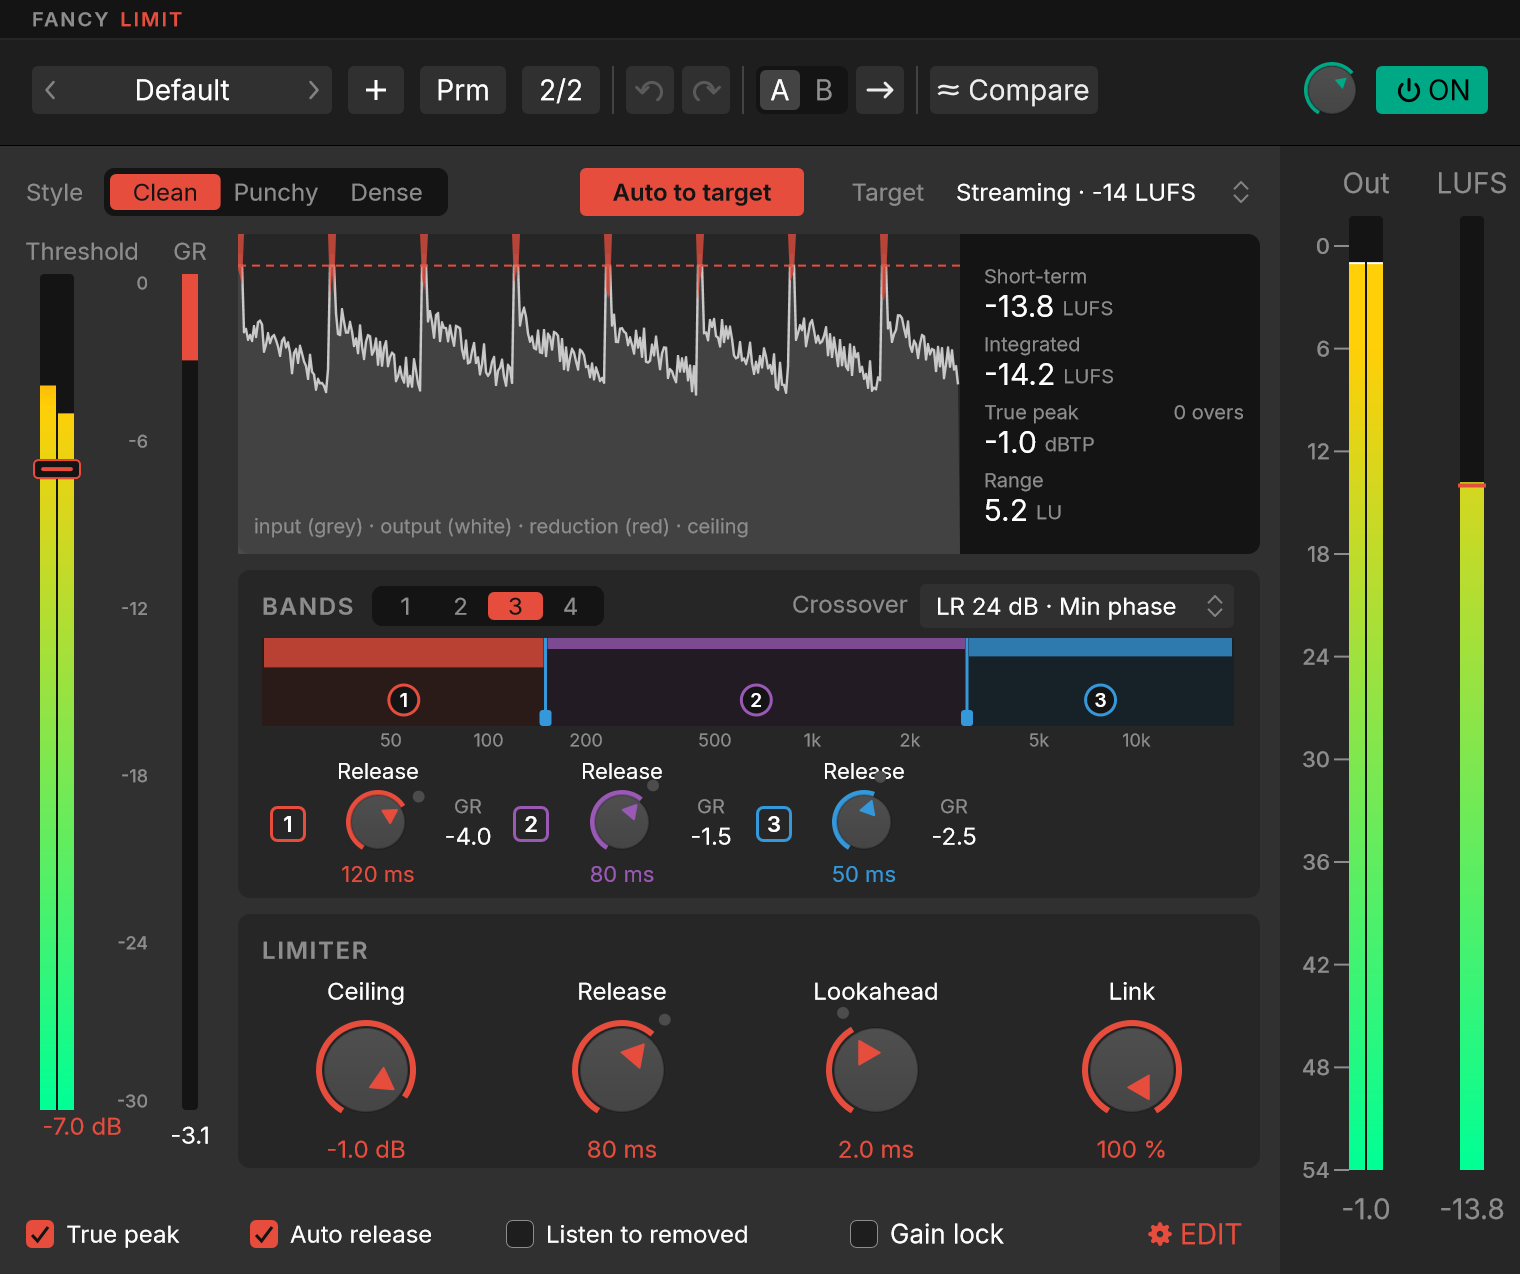 FANCY LIMIT
Default + Prm 2/2 A B → ≈ Compare ON
Style Clean Punchy Dense Auto to target Target Streaming · -14 LUFS
Out LUFS
Threshold GR
0
-6
-12
-18
-24
-30
-7.0 dB
-3.1
input (grey) · output (white) · reduction (red) · ceiling
Short-term
-13.8 LUFS
Integrated
-14.2 LUFS
True peak 0 overs
-1.0 dBTP
Range
5.2 LU
BANDS 1 2 3 4 Crossover LR 24 dB · Min phase
1 2 3
50 100 200 500 1k 2k 5k 10k
Release Release Release
1 GR 2 GR 3 GR
-4.0 -1.5 -2.5
120 ms 80 ms 50 ms
LIMITER
Ceiling Release Lookahead Link
-1.0 dB 80 ms 2.0 ms 100 %
True peak Auto release Listen to removed Gain lock EDIT
0
6
12
18
24
30
36
42
48
54
-1.0 -13.8